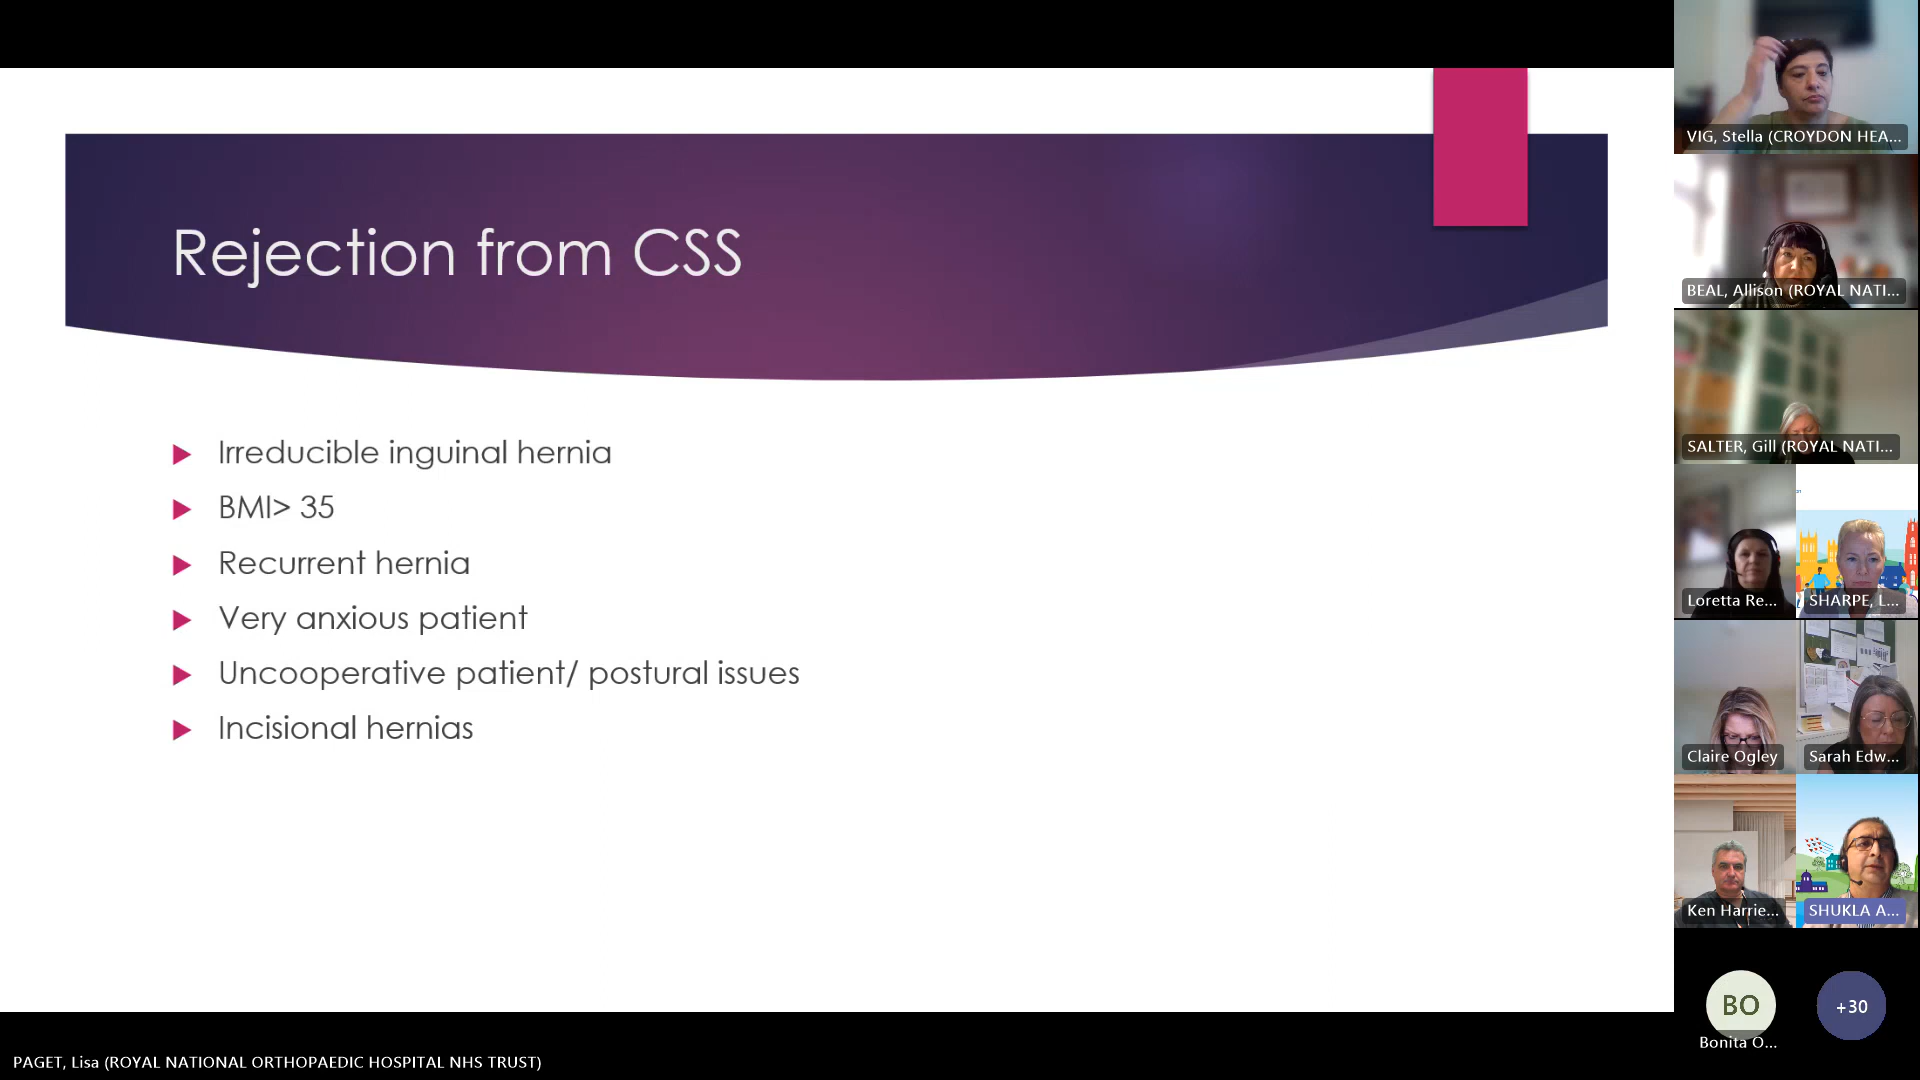 Rejection from CSS
Irreducible inguinal hernia
BMI> 35
Recurrent hernia
Very anxious patient
Uncooperative patient/ postural issues
Incisional hernias
VIG, Stella (CROYDON HEA...
BEAL, Allison (ROYAL NATI...
SALTER, Gill (ROYAL NATI...
Loretta Re...
SHARPE, L...
Claire Ogley
Sarah Edw...
Ken Harrie...
SHUKLA A...
BO
+30
Bonita O...
PAGET, Lisa (ROYAL NATIONAL ORTHOPAEDIC HOSPITAL NHS TRUST)